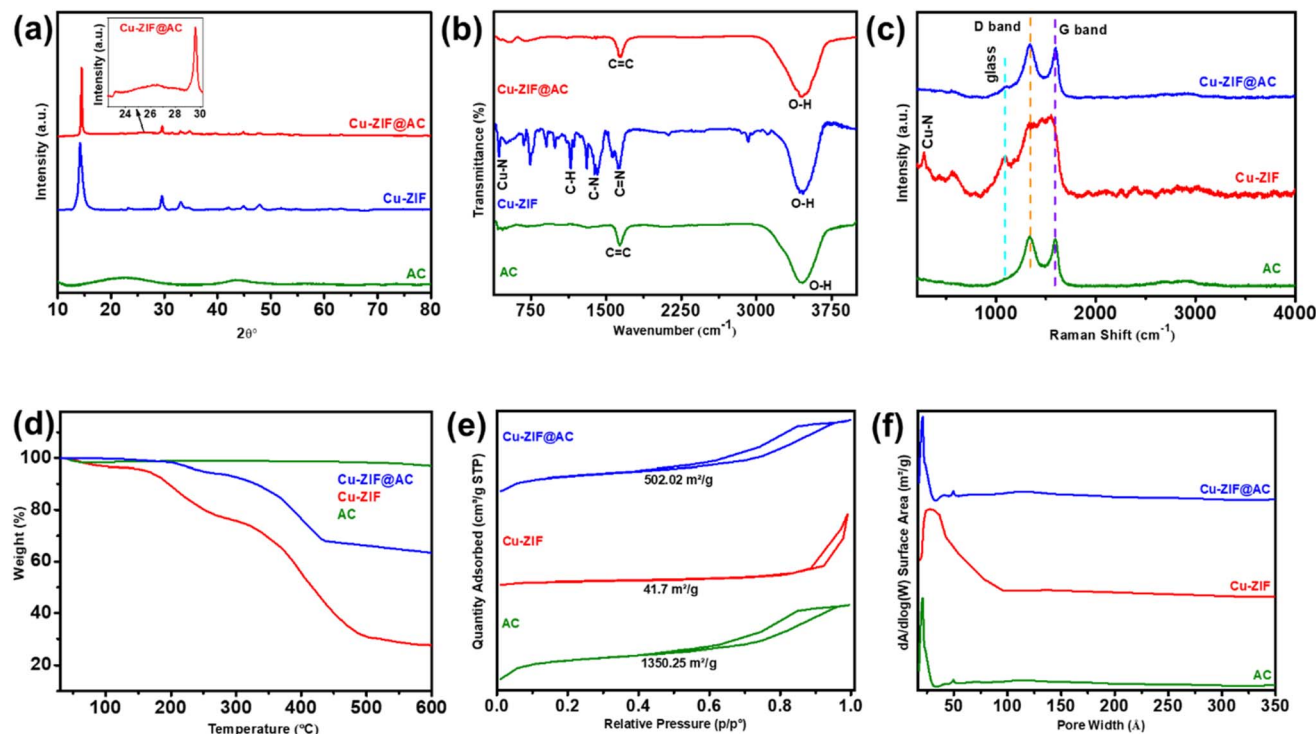 (a)
Cu-ZIF@AC
Intensity (a.u.)
24 26 28 30
Cu-ZIF@AC
Cu-ZIF
AC
Intensity (a.u.)
10 20 30 40 50 60 70 80
2θ°
(b)
C=C
Cu-ZIF@AC
O-H
Cu-N
C-H
C-N
C=N
Cu-ZIF
O-H
C=C
AC
O-H
Transmittance (%)
750 1500 2250 3000 3750
Wavenumber (cm⁻¹)
(c)
D band
G band
glass
Cu-ZIF@AC
Cu-N
Cu-ZIF
AC
Intensity (a.u.)
1000 2000 3000 4000
Raman Shift (cm⁻¹)
(d)
100
80
60
40
20
Cu-ZIF@AC
Cu-ZIF
AC
Weight (%)
100 200 300 400 500 600
Temperature (°C)
(e)
Cu-ZIF@AC
502.02 m²/g
Cu-ZIF
41.7 m²/g
AC
1350.25 m²/g
Quantity Adsorbed (cm³/g STP)
0.0 0.2 0.4 0.6 0.8 1.0
Relative Pressure (p/p°)
(f)
Cu-ZIF@AC
Cu-ZIF
AC
dA/dlog(W) Surface Area (m²/g)
50 100 150 200 250 300 350
Pore Width (Å)